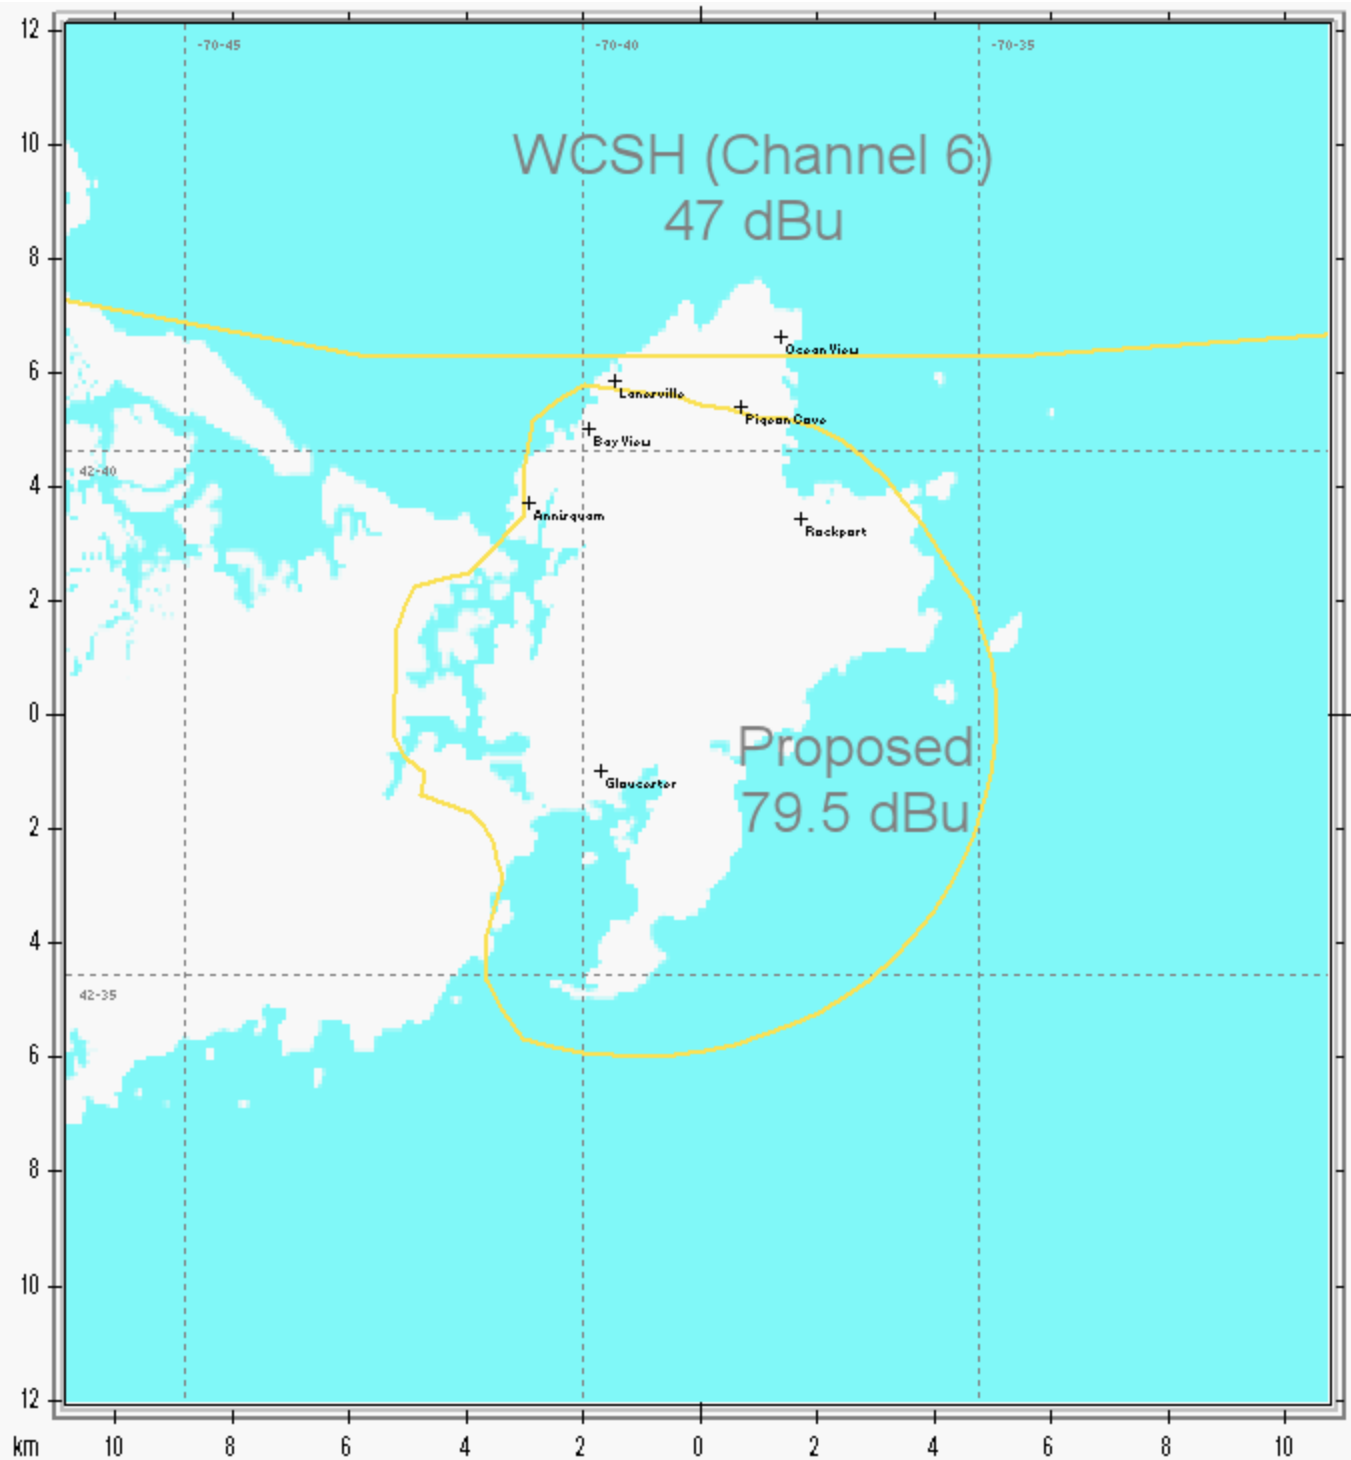 12
-70-45
-70-40
-70-35
10
WCSH (Channel 6)
47 dBu
8
Ocean View
6
Lanesville
Pigeon Cove
Bay View
42-40
4
Annisquam
Rockport
2
0
Proposed
79.5 dBu
Gloucester
2
4
42-35
6
8
10
12
km 10 8 6 4 2 0 2 4 6 8 10